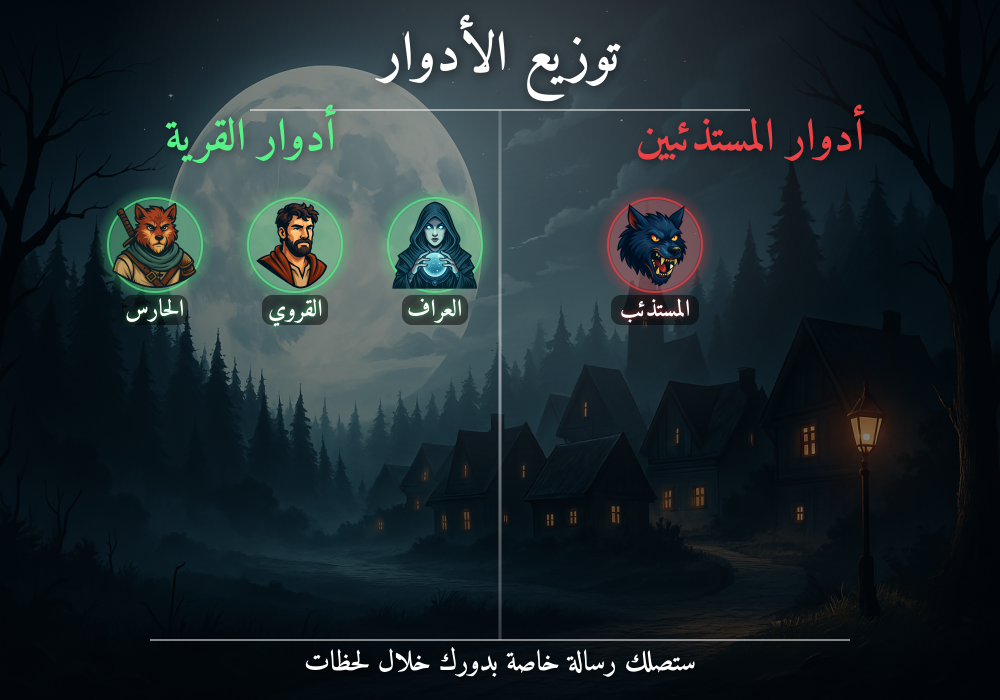 توزيع الأدوار
أدوار المستذئبين
أدوار القرية
المستذئب
العراف
القروي
الحارس
ستصلك رسالة خاصة بدورك خلال لحظات